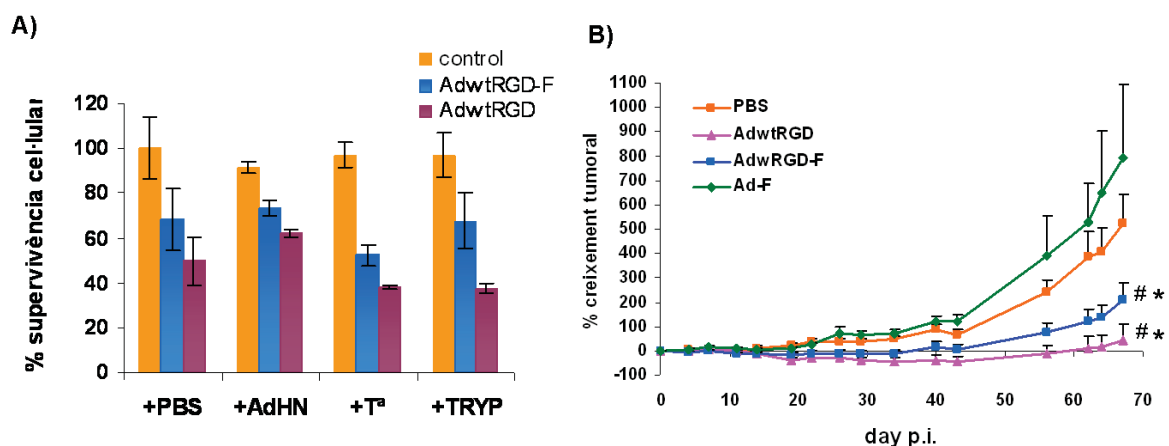 A)
control
AdwtRGD-F
AdwtRGD
% supervivència cel·lular
120
100
80
60
40
20
0
+PBS +AdHN +Tª +TRYP
B)
% creixement tumoral
1100
1000
900
800
700
600
500
400
300
200
100
0
-100
PBS
AdwtRGD
AdwRGD-F
Ad-F
# *
# *
0 10 20 30 40 50 60 70
day p.i.